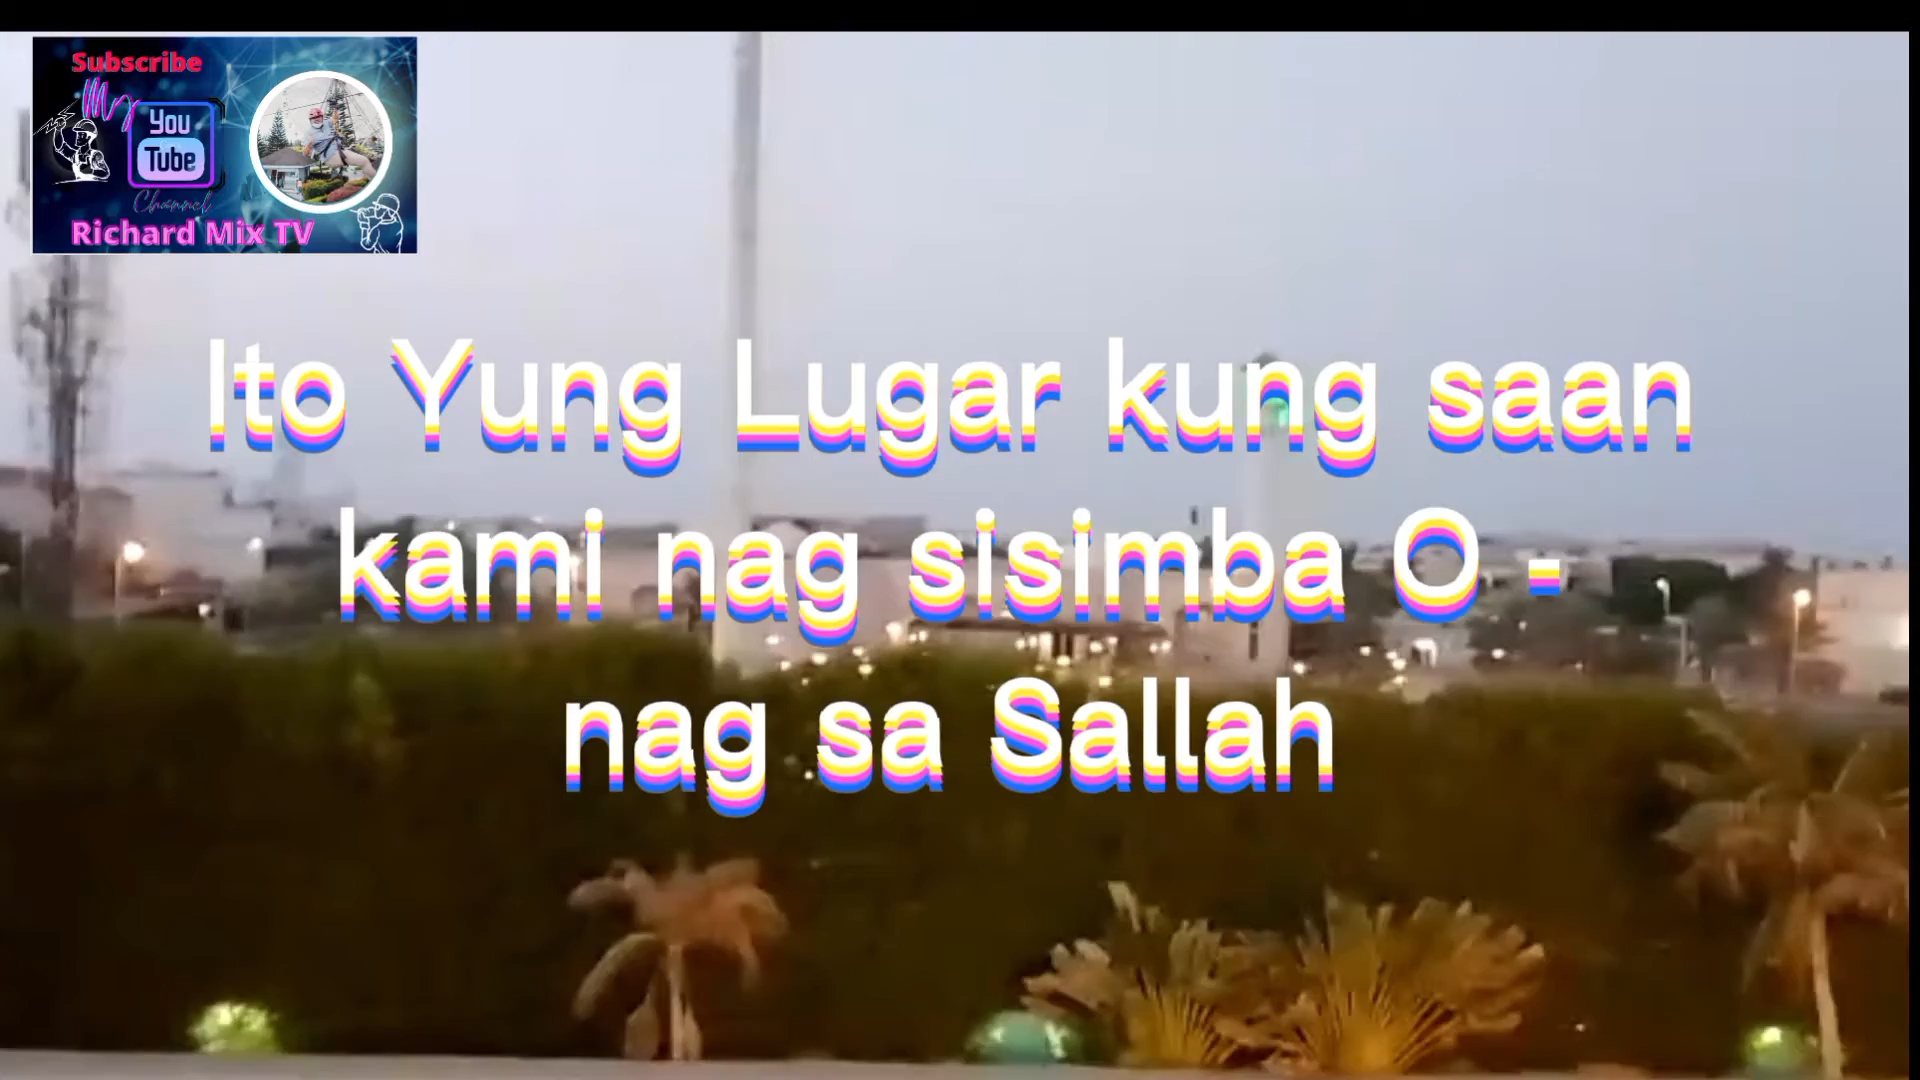 Subscribe
My
You
Tube
Channel
Richard Mix TV
Ito Yung Lugar kung saan
kami nag sisimba O -
nag sa Sallah